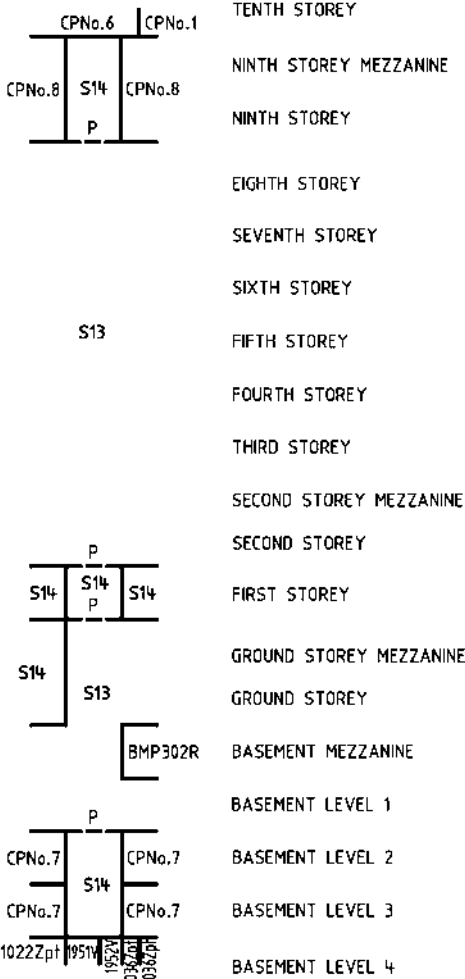 TENTH STOREY
CPNo.6 CPNo.1
NINTH STOREY MEZZANINE
CPNo.8 S14 CPNo.8
P NINTH STOREY
EIGHTH STOREY
SEVENTH STOREY
SIXTH STOREY
S13 FIFTH STOREY
FOURTH STOREY
THIRD STOREY
SECOND STOREY MEZZANINE
P SECOND STOREY
S14 S14 S14 FIRST STOREY
P
S14 GROUND STOREY MEZZANINE
S13 GROUND STOREY
BMP302R BASEMENT MEZZANINE
BASEMENT LEVEL 1
P
CPNo.7 CPNo.7 BASEMENT LEVEL 2
S14
CPNo.7 CPNo.7 BASEMENT LEVEL 3
1022Zpt 1951V 1952V
BASEMENT LEVEL 4